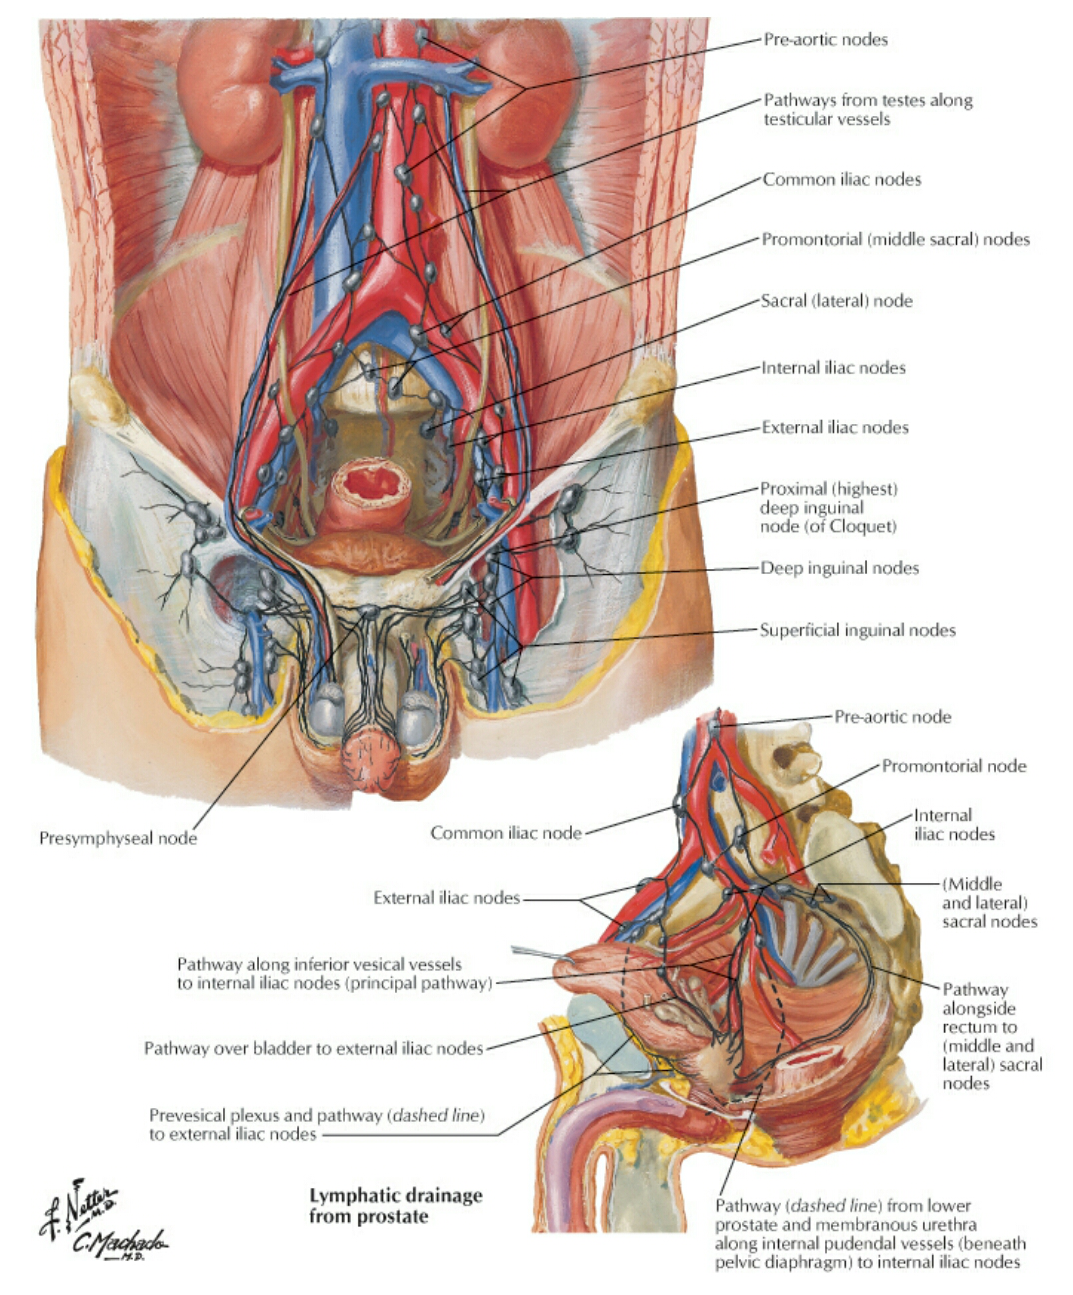 Pre-aortic nodes
Pathways from testes along
testicular vessels
Common iliac nodes
Promontorial (middle sacral) nodes
Sacral (lateral) node
Internal iliac nodes
External iliac nodes
Proximal (highest)
deep inguinal
node (of Cloquet)
Deep inguinal nodes
Superficial inguinal nodes
Presymphyseal node
Pre-aortic node
Promontorial node
Common iliac node
Internal
iliac nodes
External iliac nodes
(Middle
and lateral)
sacral nodes
Pathway along inferior vesical vessels
to internal iliac nodes (principal pathway)
Pathway
alongside
rectum to
(middle and
lateral) sacral
nodes
Pathway over bladder to external iliac nodes
Prevesical plexus and pathway (dashed line)
to external iliac nodes
Lymphatic drainage
from prostate
Pathway (dashed line) from lower
prostate and membranous urethra
along internal pudendal vessels (beneath
pelvic diaphragm) to internal iliac nodes
F. Netter
M.D.
C. Machado
M.D.